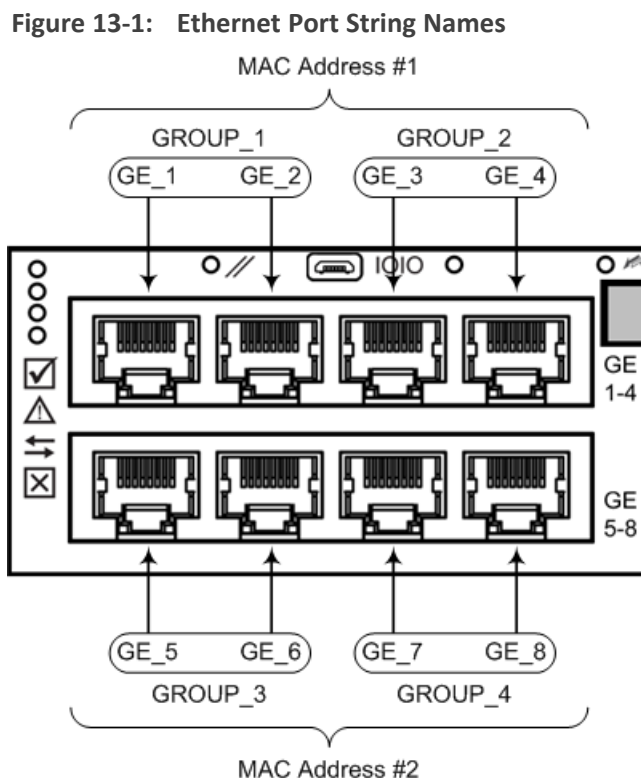 Figure 13-1: Ethernet Port String Names
MAC Address #1
GROUP_1 GROUP_2
GE_1 GE_2 GE_3 GE_4
IOIO
GE
1-4
GE
5-8
GE_5 GE_6 GE_7 GE_8
GROUP_3 GROUP_4
MAC Address #2